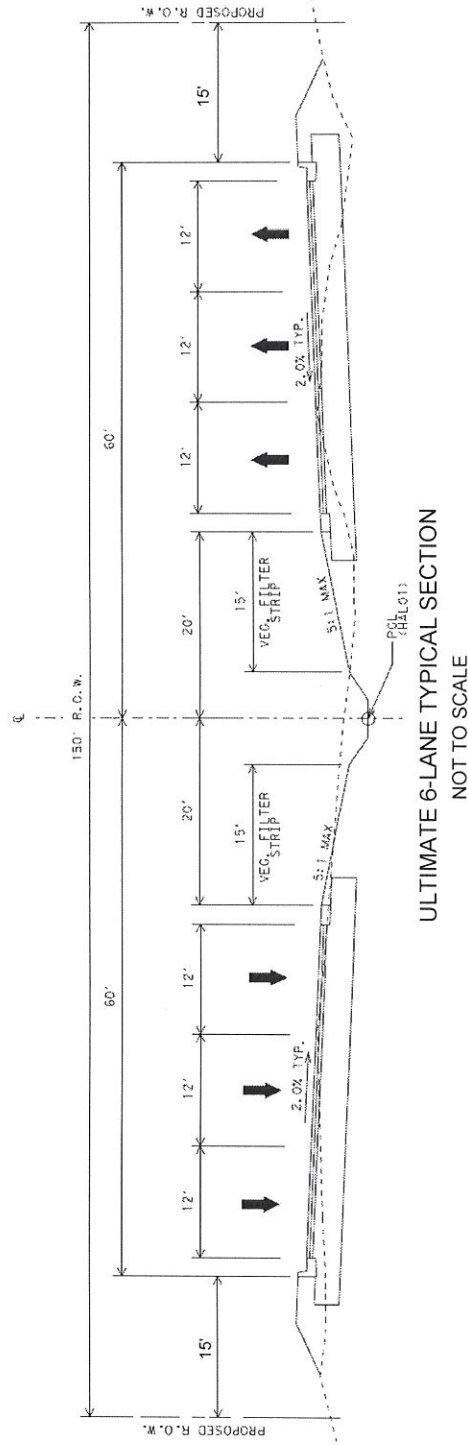 ℄
150' R.O.W.
PROPOSED R.O.W.
PROPOSED R.O.W.
60'
60'
15'
15'
12'
12'
12'
20'
20'
12'
12'
12'
15'
VEG. FILTER
STRIP
15'
VEG. FILTER
STRIP
2.0% TYP.
5:1 MAX
5:1 MAX
2.0% TYP.
PGL
(HAL01)
ULTIMATE 6-LANE TYPICAL SECTION
NOT TO SCALE